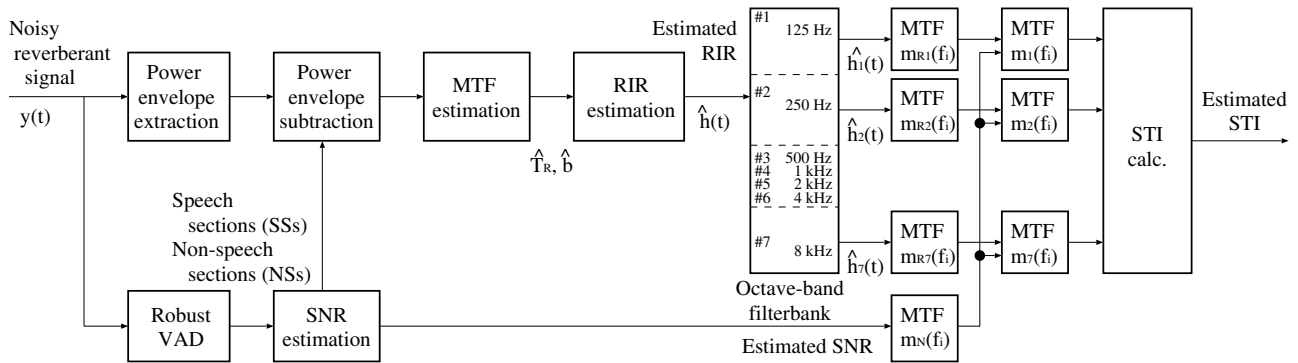 Noisy
reverberant
signal
y(t)
Power
envelope
extraction
Power
envelope
subtraction
MTF
estimation
T̂R, b̂
RIR
estimation
Estimated
RIR
ĥ(t)
#1 125 Hz
#2 250 Hz
#3 500 Hz
#4 1 kHz
#5 2 kHz
#6 4 kHz
#7 8 kHz
Octave-band
filterbank
ĥ1(t)
ĥ2(t)
ĥ7(t)
MTF
mR1(fi)
MTF
m1(fi)
MTF
mR2(fi)
MTF
m2(fi)
MTF
mR7(fi)
MTF
m7(fi)
STI
calc.
Estimated
STI
Speech
sections (SSs)
Non-speech
sections (NSs)
Robust
VAD
SNR
estimation
Estimated SNR
MTF
mN(fi)